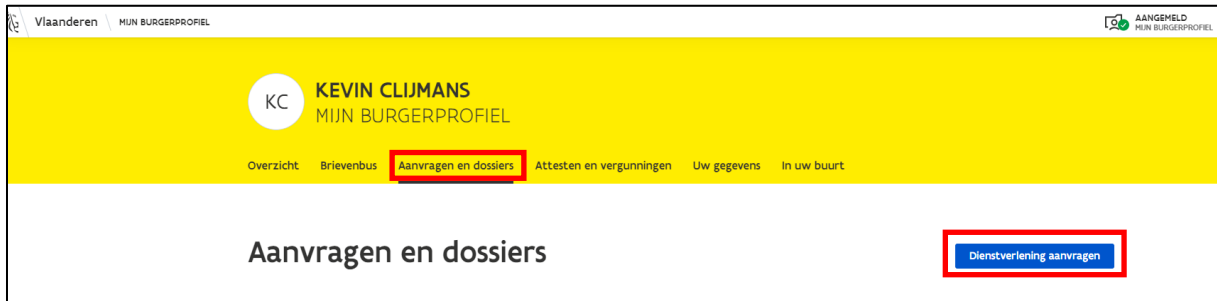 Vlaanderen MIJN BURGERPROFIEL
AANGEMELD
MIJN BURGERPROFIEL
KC
KEVIN CLIJMANS
MIJN BURGERPROFIEL
Overzicht Brievenbus Aanvragen en dossiers Attesten en vergunningen Uw gegevens In uw buurt
Aanvragen en dossiers
Dienstverlening aanvragen